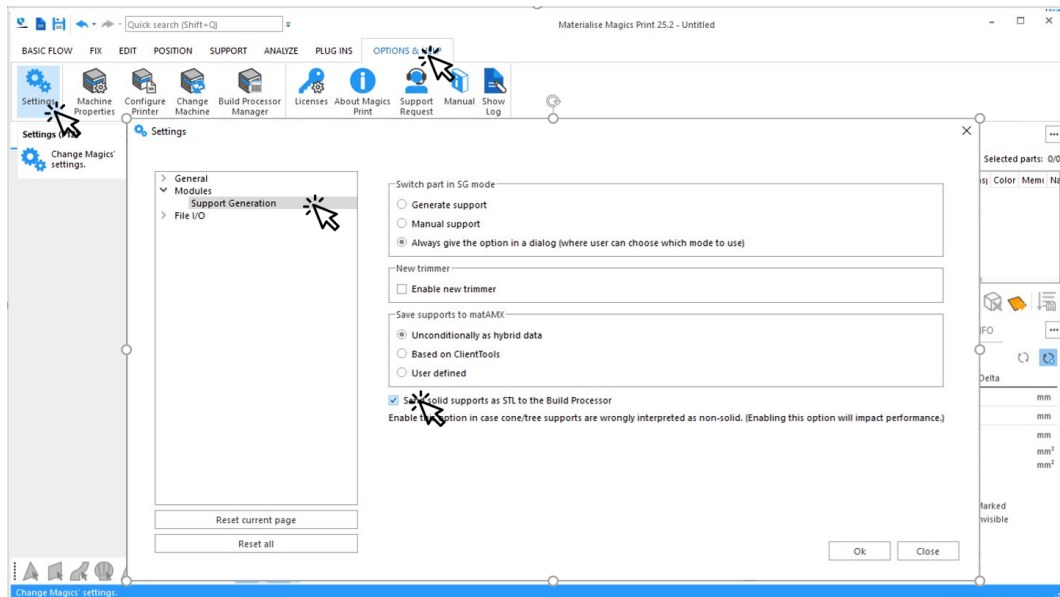 Quick search (Shift+Q)
Materialise Magics Print 25.2 - Untitled
BASIC FLOW FIX EDIT POSITION SUPPORT ANALYZE PLUG INS OPTIONS &
Settings Machine Properties Configure Printer Change Machine Build Processor Manager Licenses About Magics Print Support Request Manual Show Log
Settings
Change Magics'
settings.
Settings
Selected parts: 0/0
Color
General
Modules
Support Generation
File I/O
Switch part in SG mode
Generate support
Manual support
Always give the option in a dialog (where user can choose which mode to use)
New trimmer
Enable new trimmer
Save supports to matAMX
Unconditionally as hybrid data
Based on ClientTools
User defined
solid supports as STL to the Build Processor
Enable this option in case cone/tree supports are wrongly interpreted as non-solid. (Enabling this option will impact performance.)
Delta
mm
mm
mm
mm³
mm²
Reset current page
Reset all
Ok Close
Change Magics' settings.